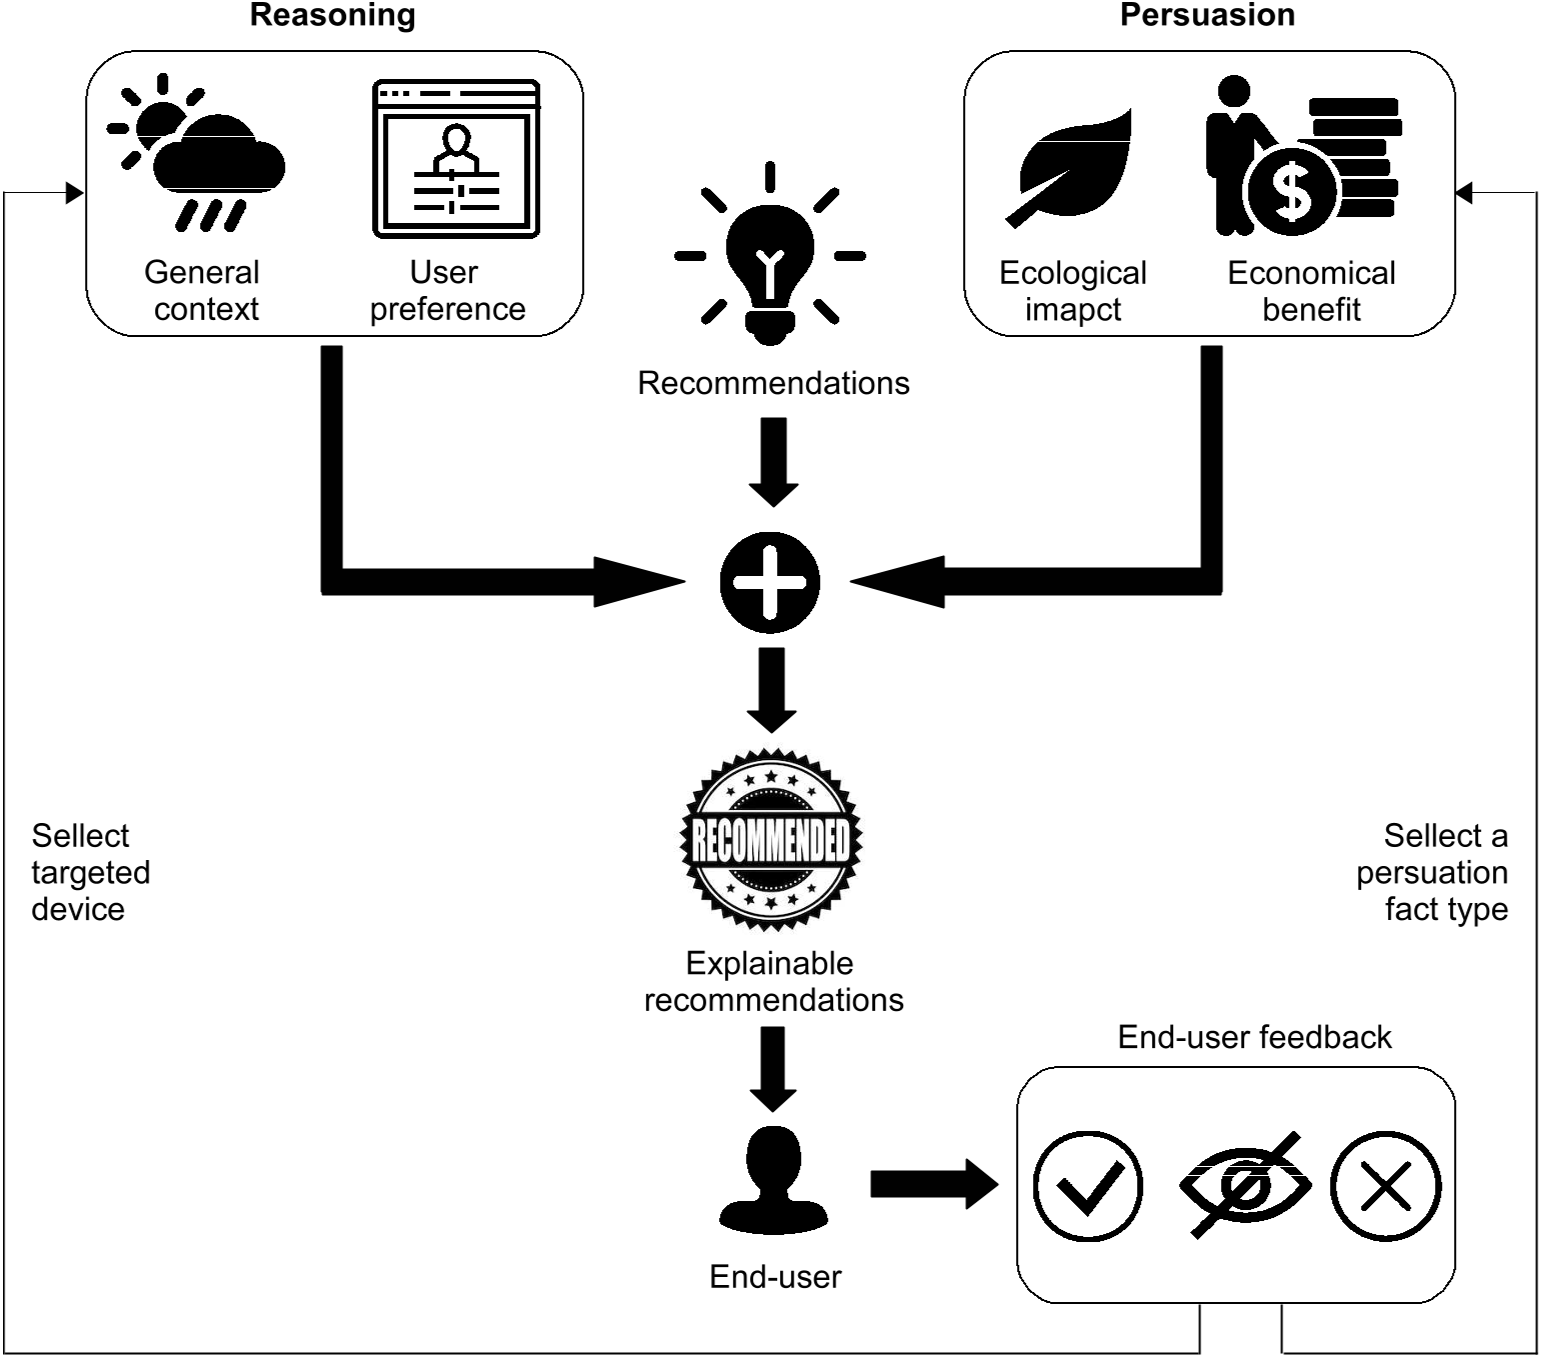 Reasoning
Persuasion
General
context
User
preference
Ecological
imapct
Economical
benefit
$
Recommendations
RECOMMENDED
Explainable
recommendations
Sellect
targeted
device
Sellect a
persuation
fact type
End-user feedback
End-user